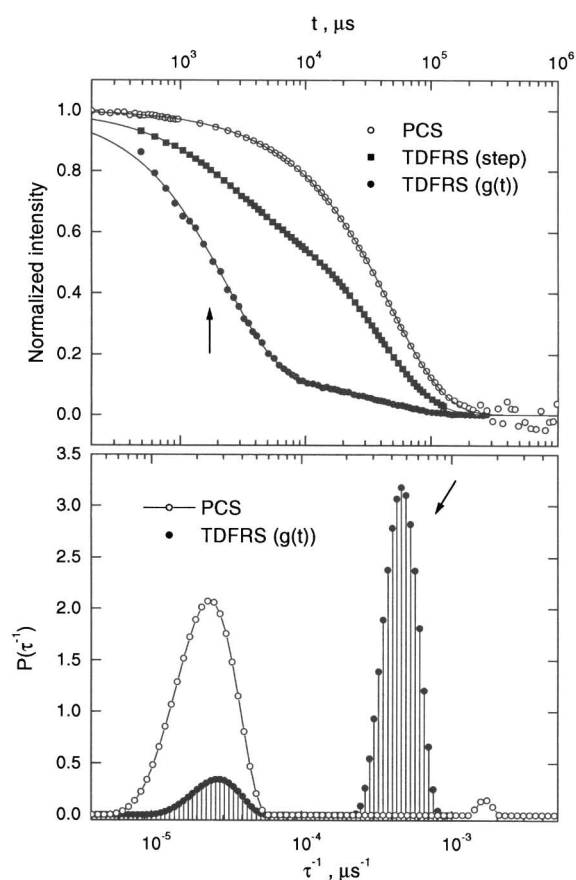 t , μs
10³ 10⁴ 10⁵ 10⁶
Normalized intensity
1.0
0.8
0.6
0.4
0.2
0.0
PCS
TDFRS (step)
TDFRS (g(t))
P(τ⁻¹)
3.5
3.0
2.5
2.0
1.5
1.0
0.5
0.0
PCS
TDFRS (g(t))
10⁻⁵ 10⁻⁴ 10⁻³
τ⁻¹ , μs⁻¹